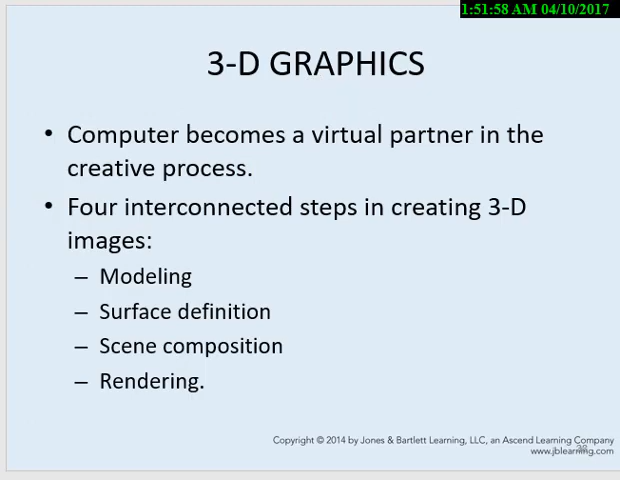 1:51:58 AM 04/10/2017
3-D GRAPHICS
• Computer becomes a virtual partner in the
creative process.
• Four interconnected steps in creating 3-D
images:
– Modeling
– Surface definition
– Scene composition
– Rendering.
Copyright © 2014 by Jones & Bartlett Learning, LLC, an Ascend Learning Company
www.jblearning.com